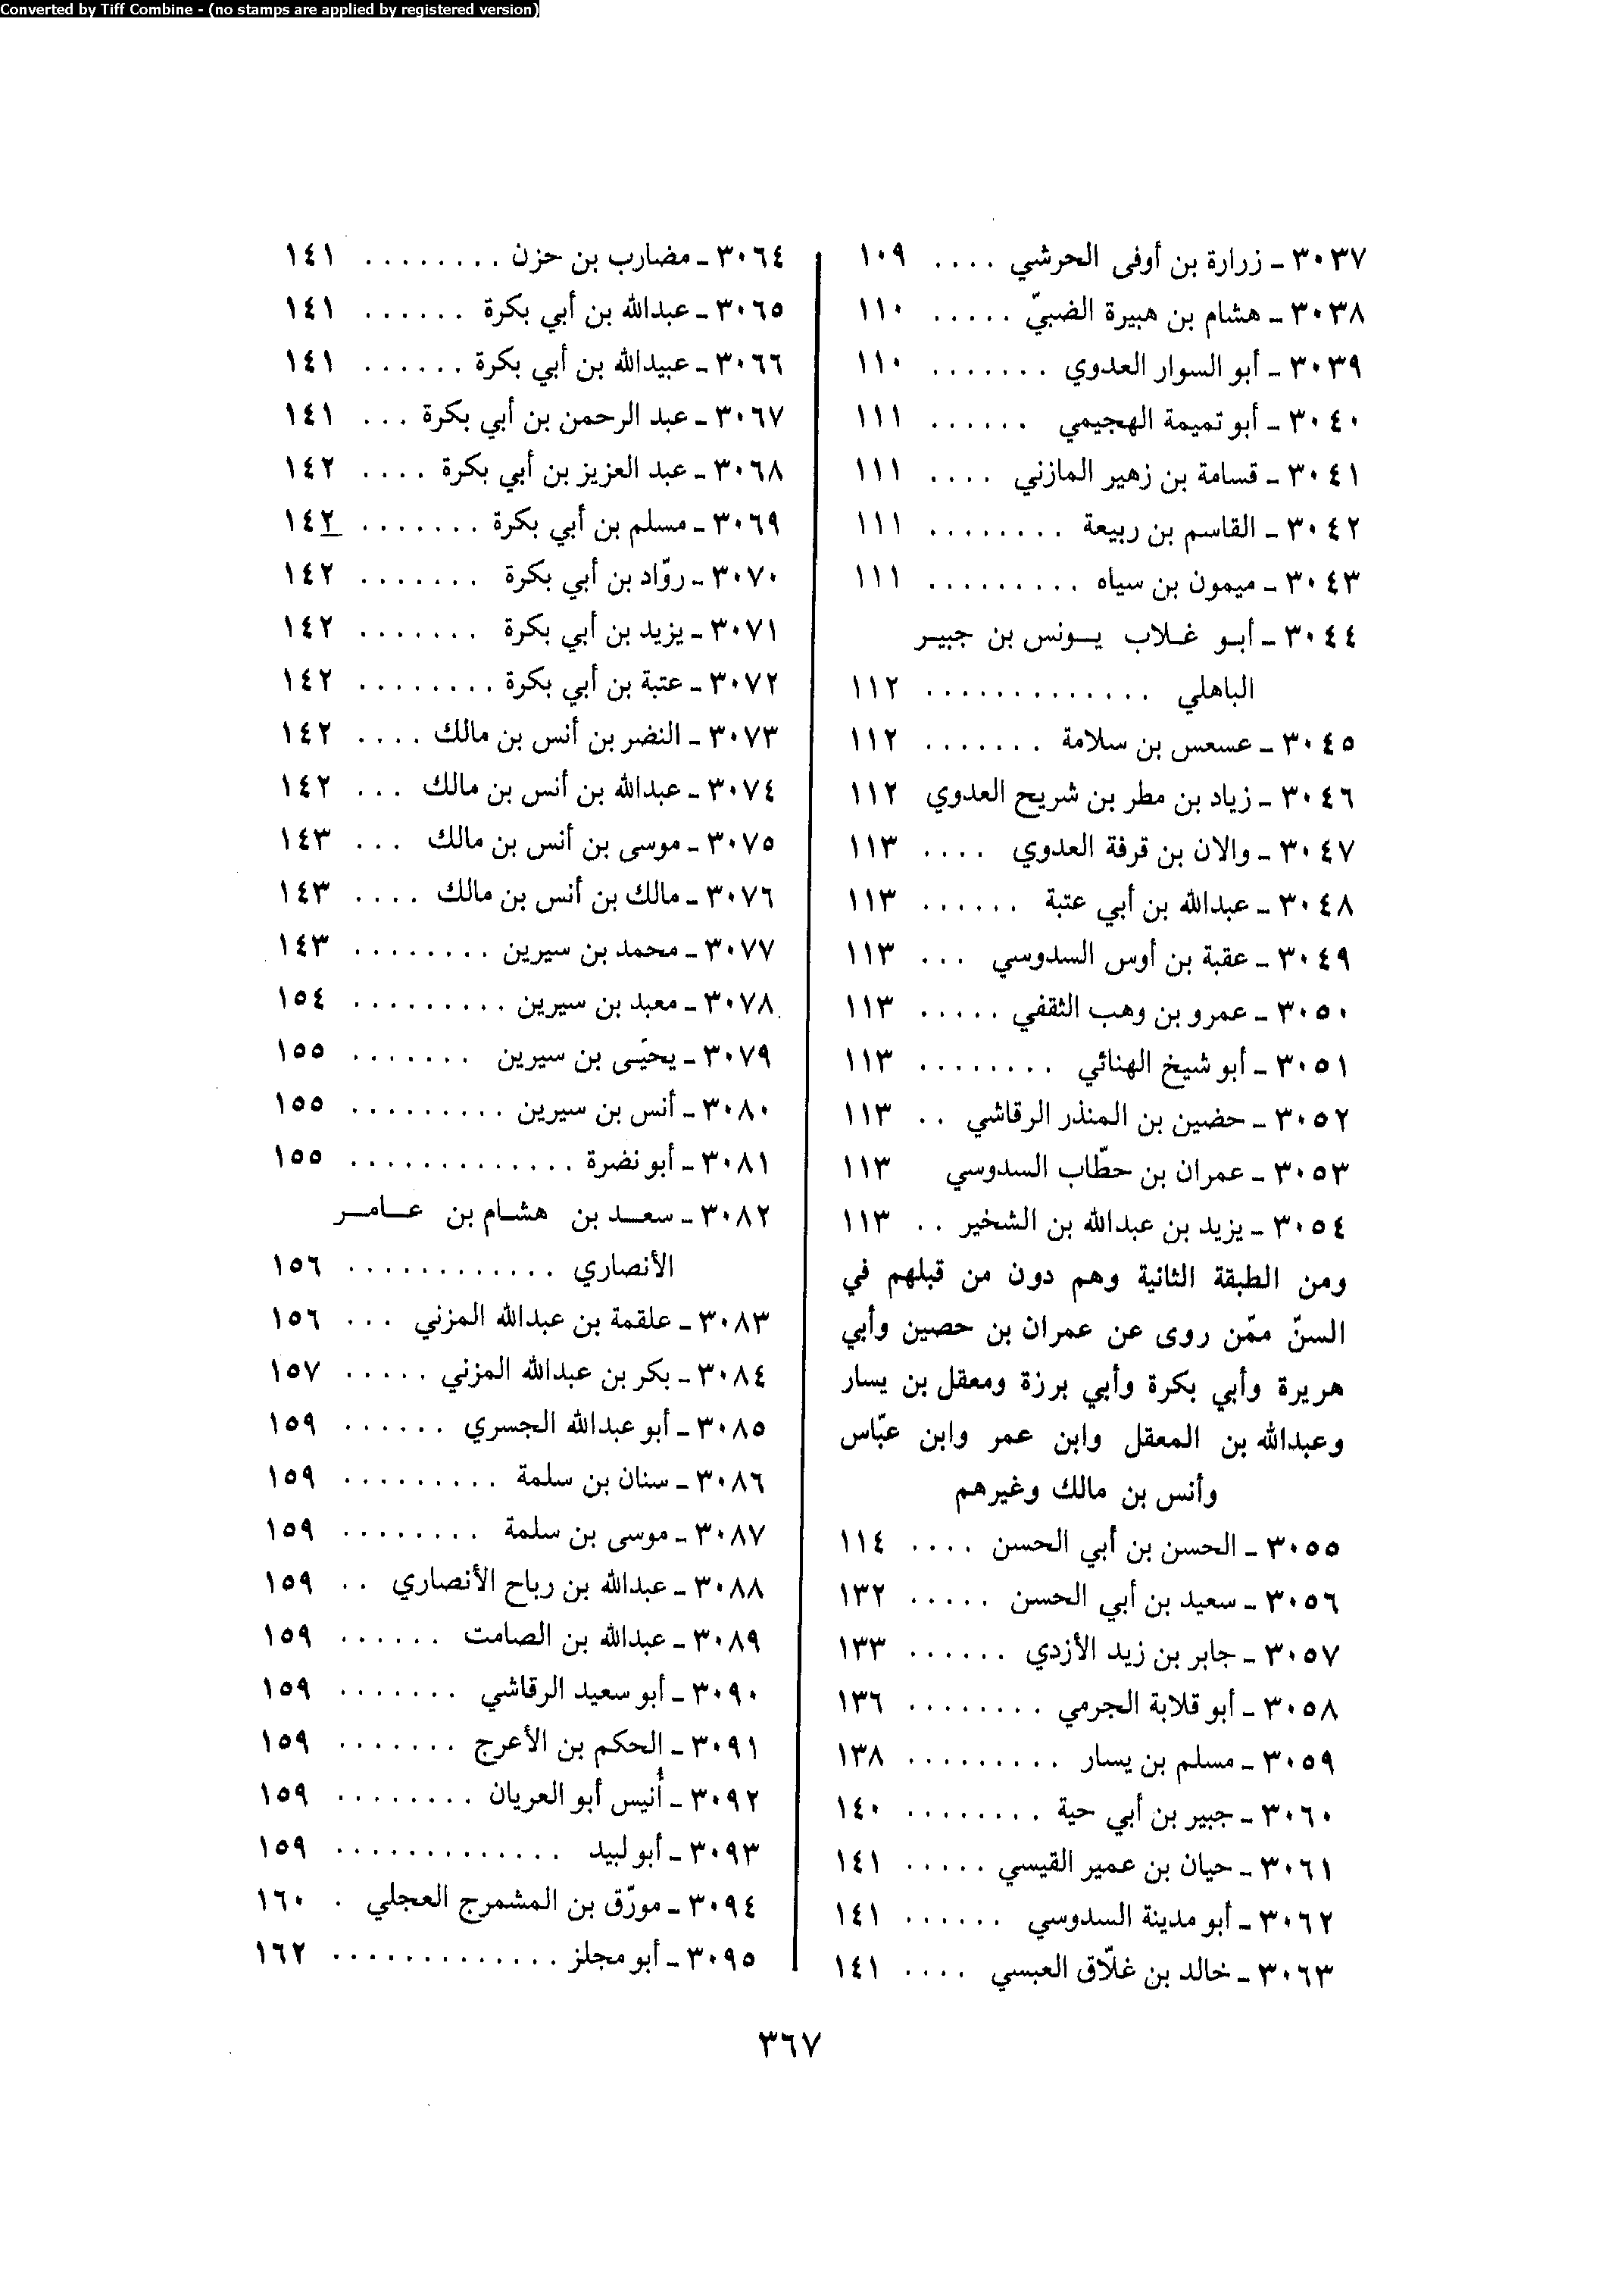 Converted by Tiff Combine - (no stamps are applied by registered version)
٣٠٣٧ - زرارة بن أوفى الحرشي .... ١٠٩
٣٠٣٨ - هشام بن هبيرة الضبيّ ..... ١١٠
٣٠٣٩ - أبو السوار العدوي ....... ١١٠
٣٠٤٠ - أبو تميمة الهجيمي ...... ١١١
٣٠٤١ - قسامة بن زهير المازني .... ١١١
٣٠٤٢ - القاسم بن ربيعة ........ ١١١
٣٠٤٣ - ميمون بن سياه ......... ١١١
٣٠٤٤ - أبو غلاب يونس بن جبير
الباهلي ............. ١١٢
٣٠٤٥ - عسعس بن سلامة ....... ١١٢
٣٠٤٦ - زياد بن مطر بن شريح العدوي ١١٢
٣٠٤٧ - والان بن قرفة العدوي .... ١١٣
٣٠٤٨ - عبدالله بن أبي عتبة ...... ١١٣
٣٠٤٩ - عقبة بن أوس السدوسي ... ١١٣
٣٠٥٠ - عمرو بن وهب الثقفي ..... ١١٣
٣٠٥١ - أبو شيخ الهنائي ........ ١١٣
٣٠٥٢ - حضين بن المنذر الرقاشي .. ١١٣
٣٠٥٣ - عمران بن حطّاب السدوسي ١١٣
٣٠٥٤ - يزيد بن عبدالله بن الشخير .. ١١٣
ومن الطبقة الثانية وهم دون من قبلهم في
السنّ ممّن روى عن عمران بن حصين وأبي
هريرة وأبي بكرة وأبي برزة ومعقل بن يسار
وعبدالله بن المعقل وابن عمر وابن عبّاس
وأنس بن مالك وغيرهم
٣٠٥٥ - الحسن بن أبي الحسن .... ١١٤
٣٠٥٦ - سعيد بن أبي الحسن ..... ١٣٢
٣٠٥٧ - جابر بن زيد الأزدي ...... ١٣٣
٣٠٥٨ - أبو قلابة الجرمي ........ ١٣٦
٣٠٥٩ - مسلم بن يسار ......... ١٣٨
٣٠٦٠ - جبير بن أبي حية ........ ١٤٠
٣٠٦١ - حيان بن عمير القيسي ..... ١٤١
٣٠٦٢ - أبو مدينة السدوسي ...... ١٤١
٣٠٦٣ - خالد بن غلّاق العبسي .... ١٤١
٣٠٦٤ - مضارب بن حزن ........ ١٤١
٣٠٦٥ - عبدالله بن أبي بكرة ...... ١٤١
٣٠٦٦ - عبيدالله بن أبي بكرة ...... ١٤١
٣٠٦٧ - عبد الرحمن بن أبي بكرة ... ١٤١
٣٠٦٨ - عبد العزيز بن أبي بكرة .... ١٤٢
٣٠٦٩ - مسلم بن أبي بكرة ....... ١٤٢
٣٠٧٠ - روّاد بن أبي بكرة ....... ١٤٢
٣٠٧١ - يزيد بن أبي بكرة ....... ١٤٢
٣٠٧٢ - عتبة بن أبي بكرة ........ ١٤٢
٣٠٧٣ - النضر بن أنس بن مالك .... ١٤٢
٣٠٧٤ - عبدالله بن أنس بن مالك ... ١٤٢
٣٠٧٥ - موسى بن أنس بن مالك ... ١٤٣
٣٠٧٦ - مالك بن أنس بن مالك .... ١٤٣
٣٠٧٧ - محمد بن سيرين ........ ١٤٣
٣٠٧٨ - معبد بن سيرين ......... ١٥٤
٣٠٧٩ - يحيَى بن سيرين ....... ١٥٥
٣٠٨٠ - أنس بن سيرين ......... ١٥٥
٣٠٨١ - أبو نضرة ............. ١٥٥
٣٠٨٢ - سعد بن هشام بن عامر
الأنصاري ............ ١٥٦
٣٠٨٣ - علقمة بن عبدالله المزني ... ١٥٦
٣٠٨٤ - بكر بن عبدالله المزني ..... ١٥٧
٣٠٨٥ - أبو عبدالله الجسري ...... ١٥٩
٣٠٨٦ - سنان بن سلمة ......... ١٥٩
٣٠٨٧ - موسى بن سلمة ........ ١٥٩
٣٠٨٨ - عبدالله بن رباح الأنصاري .. ١٥٩
٣٠٨٩ - عبدالله بن الصامت ...... ١٥٩
٣٠٩٠ - أبو سعيد الرقاشي ....... ١٥٩
٣٠٩١ - الحكم بن الأعرج ....... ١٥٩
٣٠٩٢ - أُنيس أبو العريان ........ ١٥٩
٣٠٩٣ - أبو لبيد ............. ١٥٩
٣٠٩٤ - مورّق بن المشمرج العجلي . ١٦٠
٣٠٩٥ - أبو مجلز ............. ١٦٢
٣٦٧